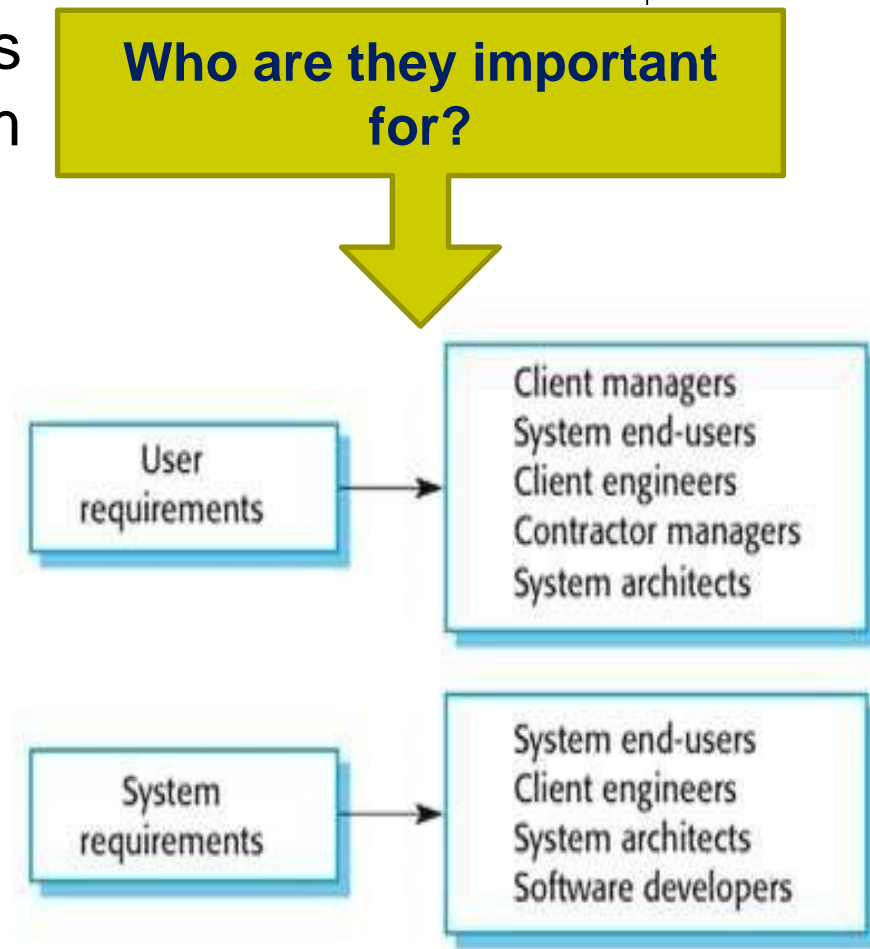 s
Who are they important
for?
User
requirements
Client managers
System end-users
Client engineers
Contractor managers
System architects
System
requirements
System end-users
Client engineers
System architects
Software developers